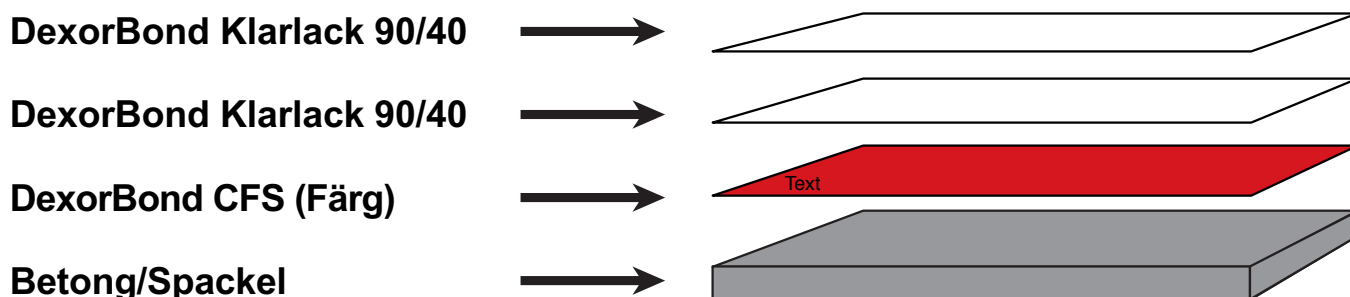 DexorBond Klarlack 90/40
DexorBond Klarlack 90/40
DexorBond CFS (Färg)
Text
Betong/Spackel